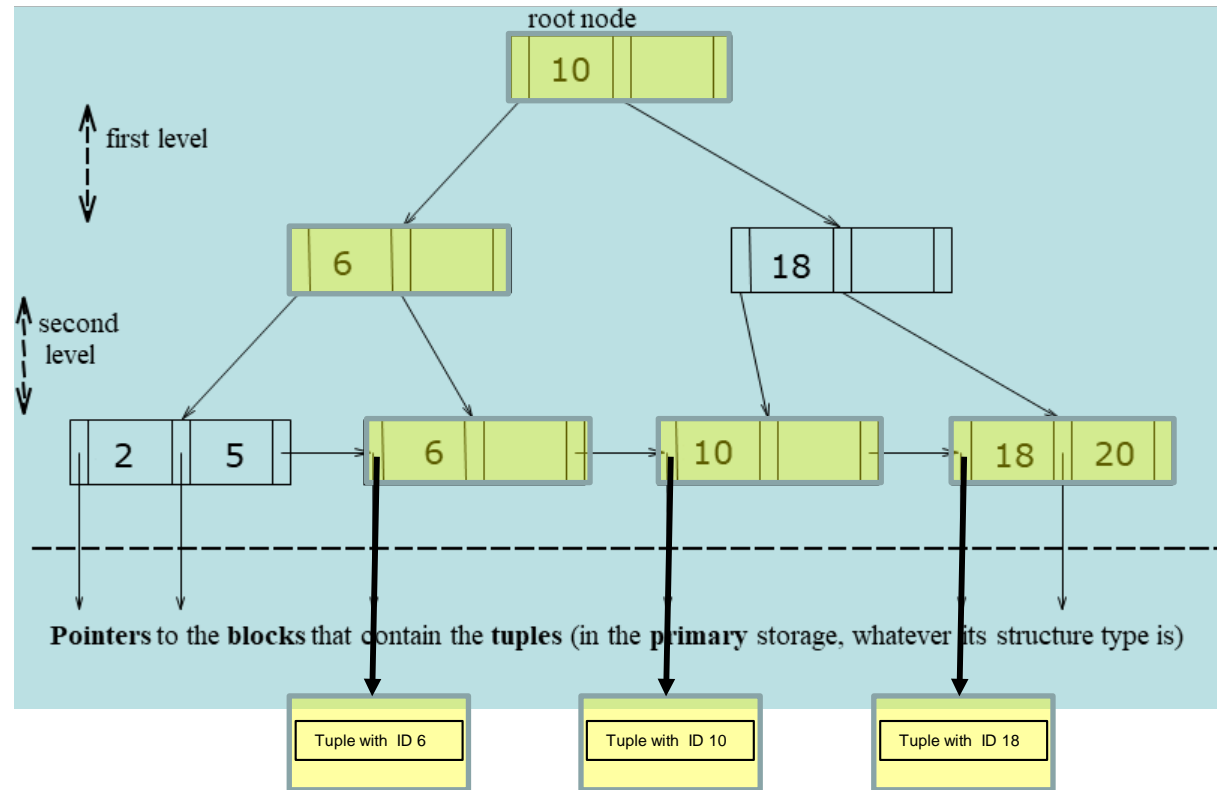 root node
10
first level
6
18
second
level
2 5 6 10 18 20
Pointers to the blocks that contain the tuples (in the primary storage, whatever its structure type is)
Tuple with ID 6 Tuple with ID 10 Tuple with ID 18